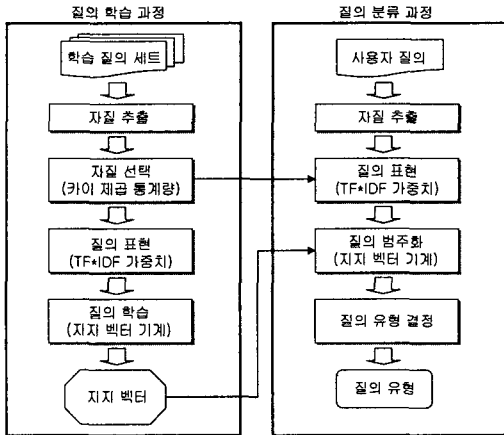 질의 학습 과정
학습 질의 세트
자질 추출
자질 선택
(카이 제곱 통계량)
질의 표현
(TF*IDF 가중치)
질의 학습
(지지 벡터 기계)
지지 벡터
질의 분류 과정
사용자 질의
자질 추출
질의 표현
(TF*IDF 가중치)
질의 범주화
(지지 벡터 기계)
질의 유형 결정
질의 유형